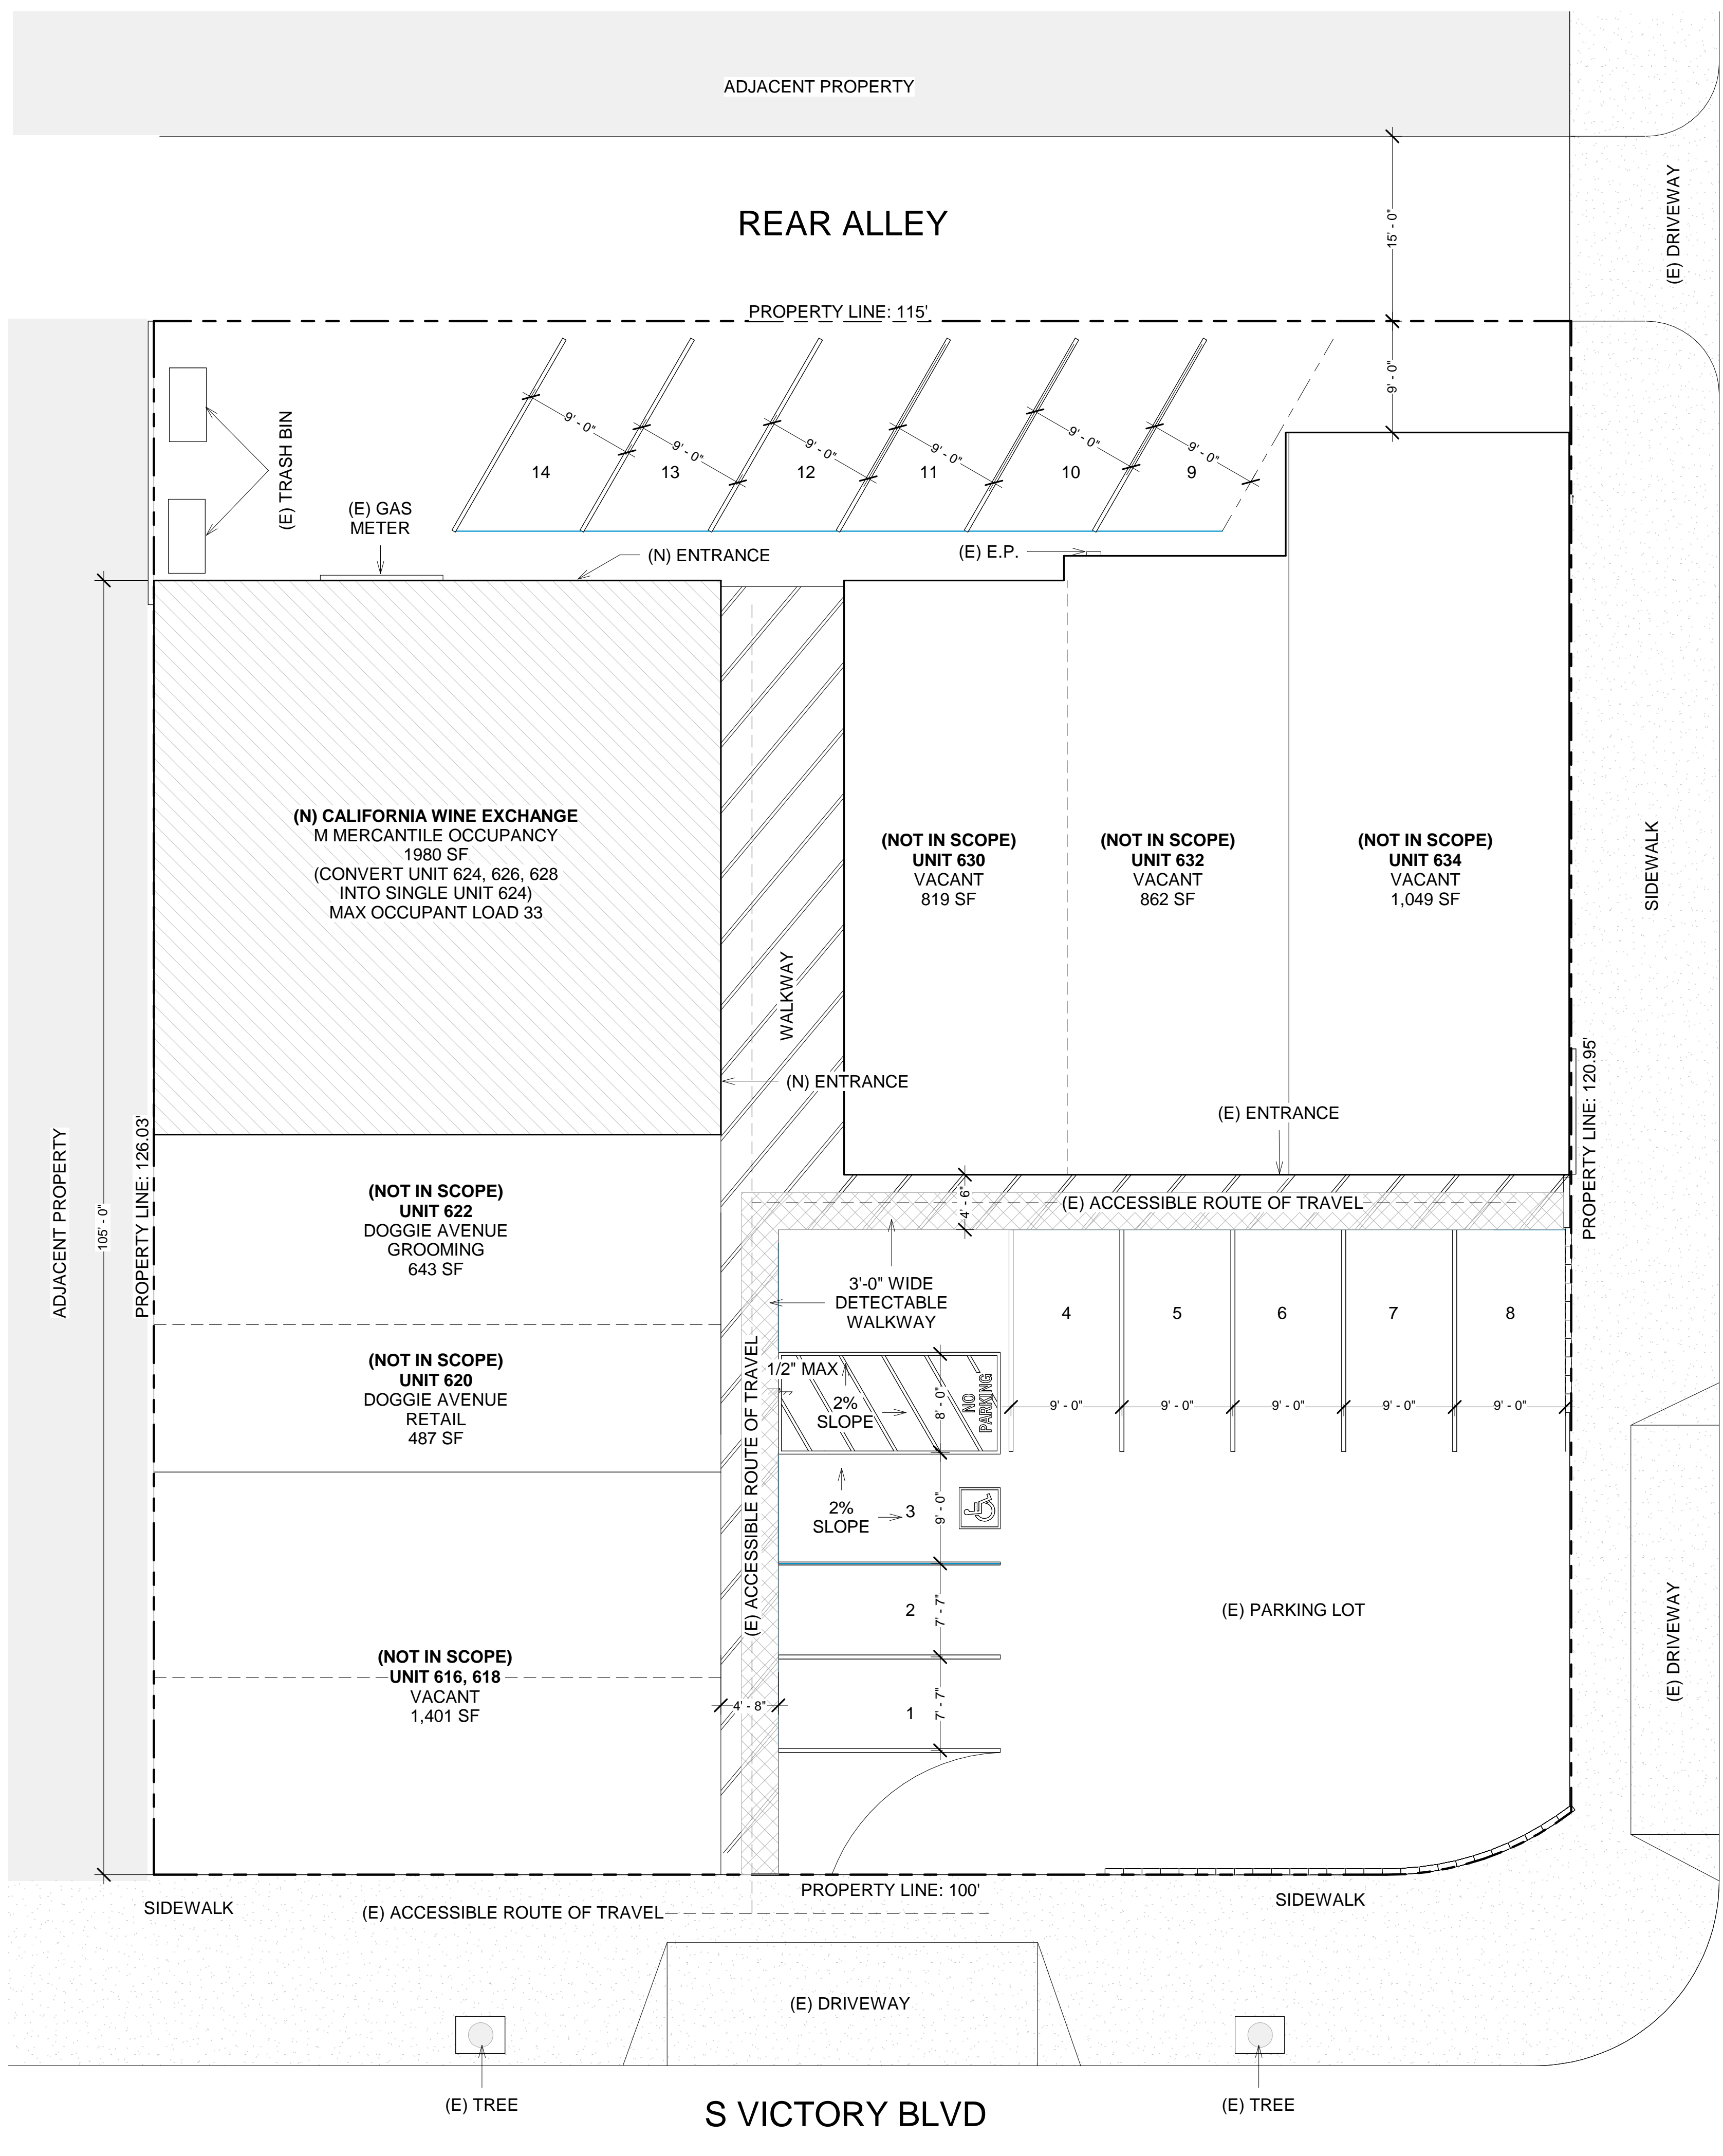 ADJACENT PROPERTY
REAR ALLEY
15' - 0"
(E) DRIVEWAY
PROPERTY LINE: 115'
9' - 0"
9' - 0"
9' - 0"
9' - 0"
9' - 0"
9' - 0"
9' - 0"
14
13
12
11
10
9
(E) TRASH BIN
(E) GAS
METER
(N) ENTRANCE
(E) E.P.
(N) CALIFORNIA WINE EXCHANGE
M MERCANTILE OCCUPANCY
1980 SF
(CONVERT UNIT 624, 626, 628
INTO SINGLE UNIT 624)
MAX OCCUPANT LOAD 33
(NOT IN SCOPE)
UNIT 630
VACANT
819 SF
(NOT IN SCOPE)
UNIT 632
VACANT
862 SF
(NOT IN SCOPE)
UNIT 634
VACANT
1,049 SF
SIDEWALK
WALKWAY
(N) ENTRANCE
(E) ENTRANCE
PROPERTY LINE: 120.95'
ADJACENT PROPERTY
105' - 0"
PROPERTY LINE: 126.03'
(NOT IN SCOPE)
UNIT 622
DOGGIE AVENUE
GROOMING
643 SF
4' - 6"
(E) ACCESSIBLE ROUTE OF TRAVEL
3'-0" WIDE
DETECTABLE
WALKWAY
4
5
6
7
8
(NOT IN SCOPE)
UNIT 620
DOGGIE AVENUE
RETAIL
487 SF
(E) ACCESSIBLE ROUTE OF TRAVEL
1/2" MAX
2%
SLOPE
8' - 0"
NO
PARKING
9' - 0"
9' - 0"
9' - 0"
9' - 0"
9' - 0"
2%
SLOPE
3
9' - 0"
2
7' - 7"
(E) PARKING LOT
(E) DRIVEWAY
(NOT IN SCOPE)
UNIT 616, 618
VACANT
1,401 SF
4' - 8"
1
7' - 7"
PROPERTY LINE: 100'
SIDEWALK
SIDEWALK
(E) ACCESSIBLE ROUTE OF TRAVEL
(E) DRIVEWAY
(E) TREE
(E) TREE
S VICTORY BLVD